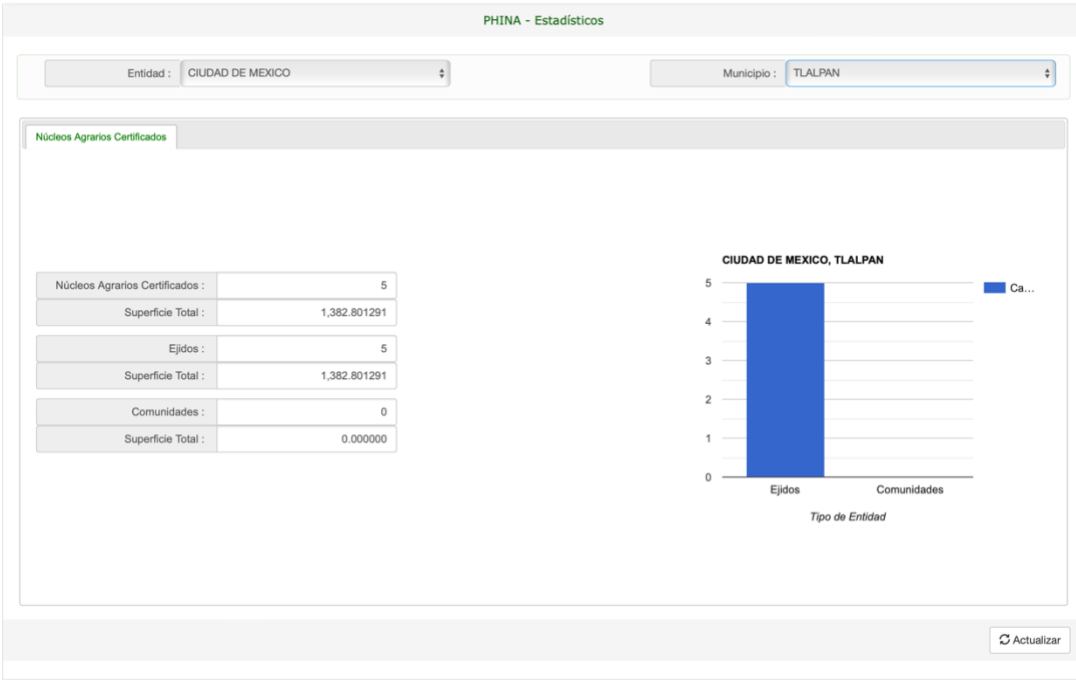 PHINA - Estadísticos
Entidad : CIUDAD DE MEXICO Municipio : TLALPAN
Núcleos Agrarios Certificados
Núcleos Agrarios Certificados : 5
Superficie Total : 1,382.801291
Ejidos : 5
Superficie Total : 1,382.801291
Comunidades : 0
Superficie Total : 0.000000
CIUDAD DE MEXICO, TLALPAN
5
4
3
2
1
0
Ca...
Ejidos Comunidades
Tipo de Entidad
Actualizar